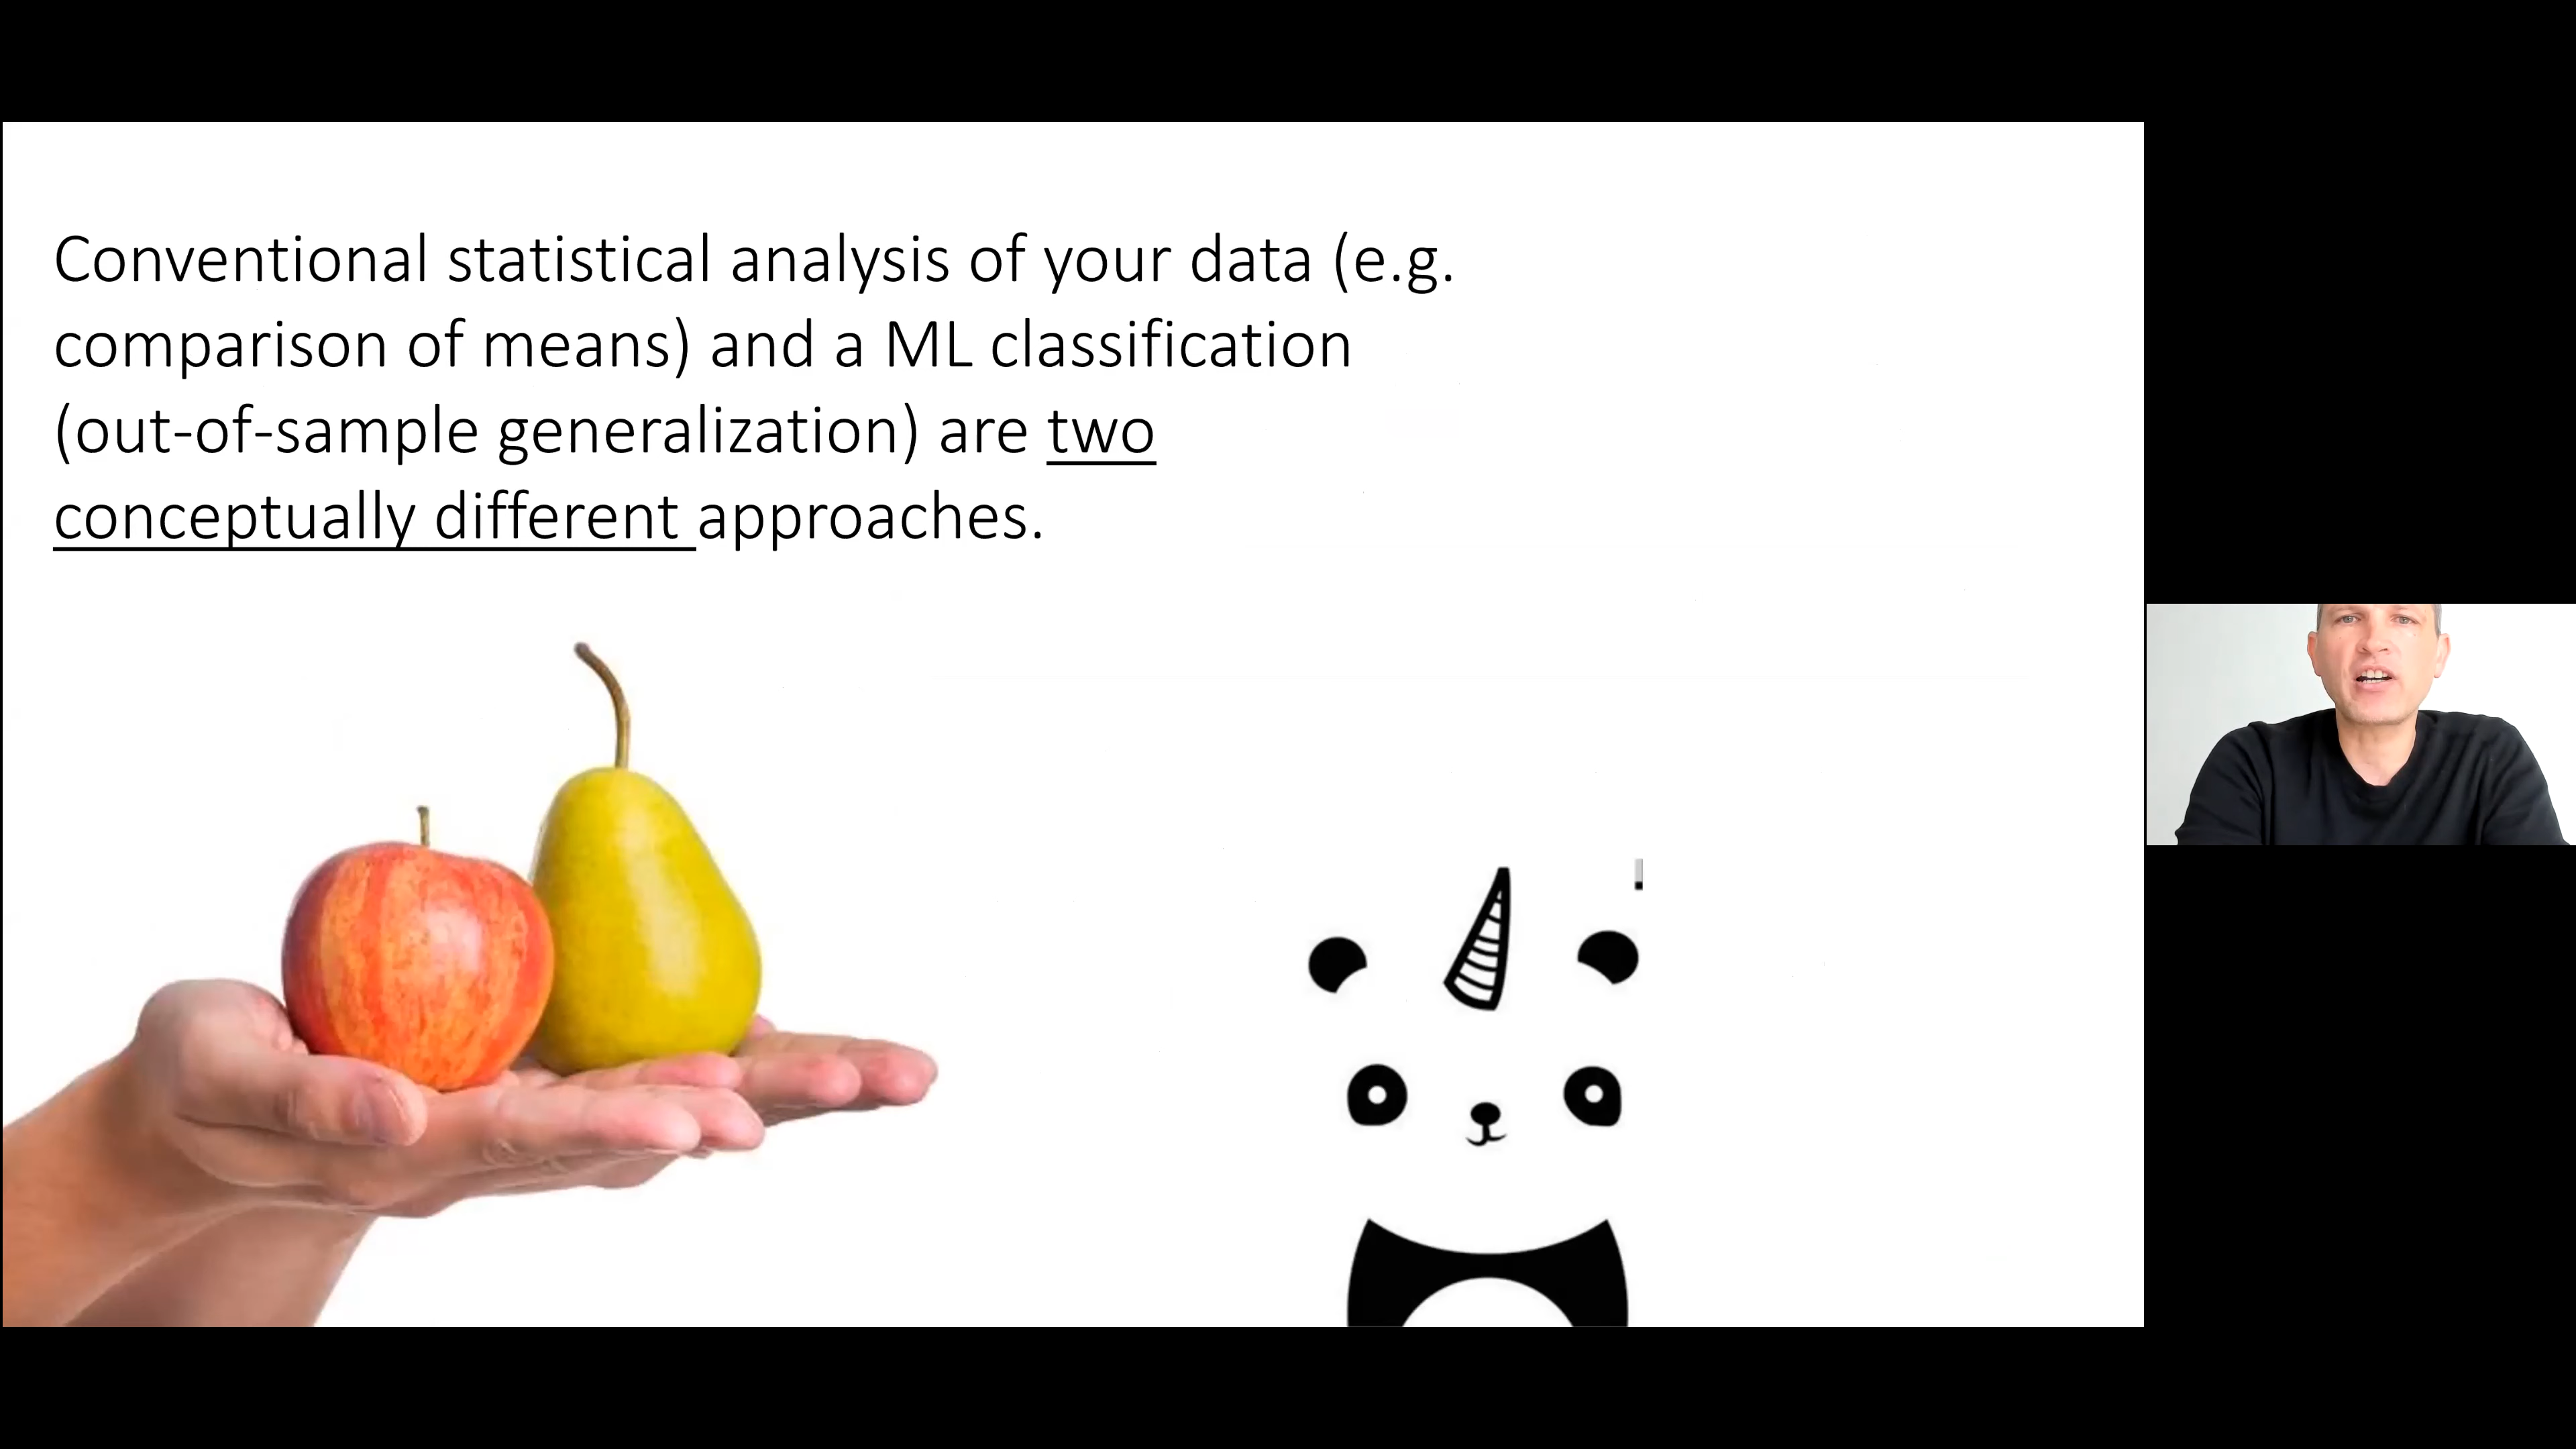 Conventional statistical analysis of your data (e.g.
comparison of means) and a ML classification
(out-of-sample generalization) are two
conceptually different approaches.